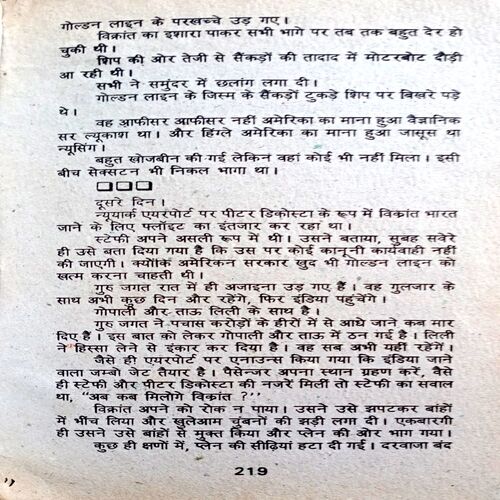 गोल्डन लाइन के परखच्चे उड़ गए।
विक्रांत का इशारा पाकर सभी भागे पर तब तक बहुत देर हो
चुकी थी।
शिप की ओर तेजी से सैंकड़ों की तादाद में मोटरबोट दौड़ी
आ रही थी।
सभी ने समुंदर में छलांग लगा दी।
गोल्डन लाइन के जिस्म के सैंकड़ों टुकड़े शिप पर बिखरे पड़े
थे।
वह आफीसर आफीसर नहीं अमेरिका का माना हुआ वैज्ञानिक
सर ल्यूकाश था। और हिंग्ले अमेरिका का माना हुआ जासूस था
न्यूसिंग।
बहुत खोजबीन की गई लेकिन वहां कोई भी नहीं मिला। इसी
बीच सेक्सटन भी निकल भागा था।
दूसरे दिन।
न्यूयार्क एयरपोर्ट पर पीटर डिकोस्टा के रूप में विक्रांत भारत
जाने के लिए फ्लॉइट का इंतजार कर रहा था।
स्टेफी अपने असली रूप में थी। उसने बताया, सुबह सवेरे
ही उसे बता दिया गया है कि उस पर कोई कानूनी कार्यवाही नहीं
की जाएगी। क्योंकि अमेरिकन सरकार खुद भी गोल्डन लाइन को
खत्म करना चाहती थी।
गुरु जगत रात में ही अजाइना उड़ गए हैं। वह गुलजार के
साथ अभी कुछ दिन और रहेंगे, फिर इंडिया पहुंचेंगे।
गोपाली और ताऊ लिली के साथ है।
गुरु जगत ने पचास करोड़ों के हीरों में से आधे जाने कब मार
दिए हैं। इस बात को लेकर गोपाली और ताऊ में ठन गई है। लिली
ने हिस्सा लेने से इंकार कर दिया है। वह सब अभी यहीं रहेंगें।
जैसे ही एयरपोर्ट पर एनाउन्स किया गया कि इंडिया जाने
वाला जम्बो जेट तैयार है। पैसेन्जर अपना स्थान ग्रहण करें, वैसे
ही स्टेफी और पीटर डिकोस्टा की नजरें मिलीं तो स्टेफी का सवाल
था, "अब कब मिलोगे विक्रांत ?''
विक्रांत अपने को रोक न पाया। उसने उसे झपटकर बांहों
में भींच लिया और खुलेआम चुंबनों की झड़ी लगा दी। एकबारगी
ही उसने उसे बांहों से मुक्त किया और प्लेन की ओर भाग गया।
कुछ ही क्षणों में, प्लेन की सीढ़ियां हटा दी गई। दरवाजा बंद
219